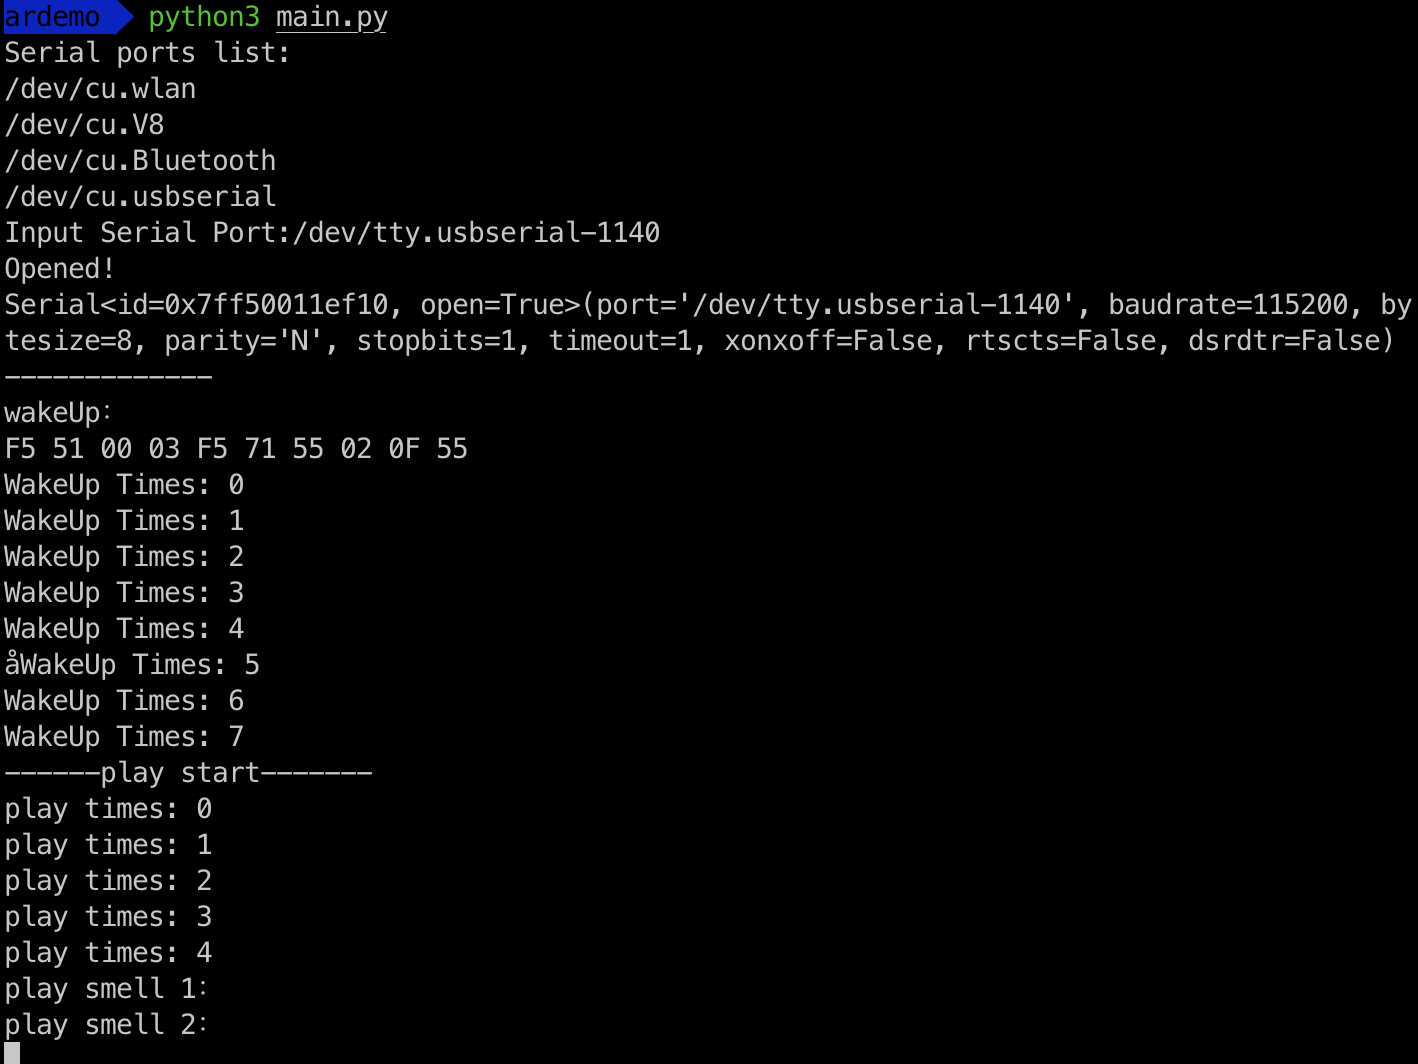 ardemo python3 main.py
Serial ports list:
/dev/cu.wlan
/dev/cu.V8
/dev/cu.Bluetooth
/dev/cu.usbserial
Input Serial Port:/dev/tty.usbserial-1140
Opened!
Serial<id=0x7ff50011ef10, open=True>(port='/dev/tty.usbserial-1140', baudrate=115200, by
tesize=8, parity='N', stopbits=1, timeout=1, xonxoff=False, rtscts=False, dsrdtr=False)
-------------
wakeUp:
F5 51 00 03 F5 71 55 02 0F 55
WakeUp Times: 0
WakeUp Times: 1
WakeUp Times: 2
WakeUp Times: 3
WakeUp Times: 4
åWakeUp Times: 5
WakeUp Times: 6
WakeUp Times: 7
------play start-------
play times: 0
play times: 1
play times: 2
play times: 3
play times: 4
play smell 1:
play smell 2: